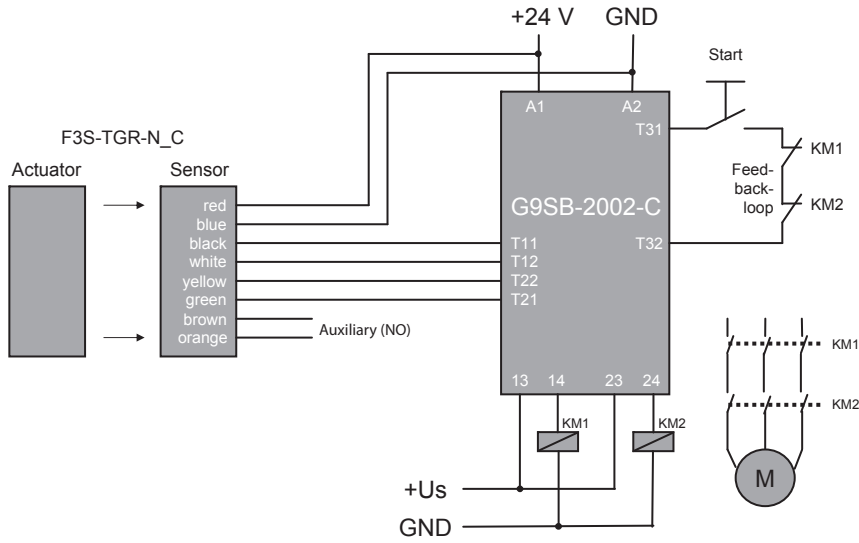 +24 V GND
Start
A1 A2
T31
F3S-TGR-N_C
Actuator Sensor
KM1
Feed-
back-
loop
KM2
G9SB-2002-C
red
blue
black T11 T32
white T12
yellow T22
green T21
brown
orange
Auxiliary (NO)
KM1
13 14 23 24
KM2
KM1 KM2
M
+Us
GND